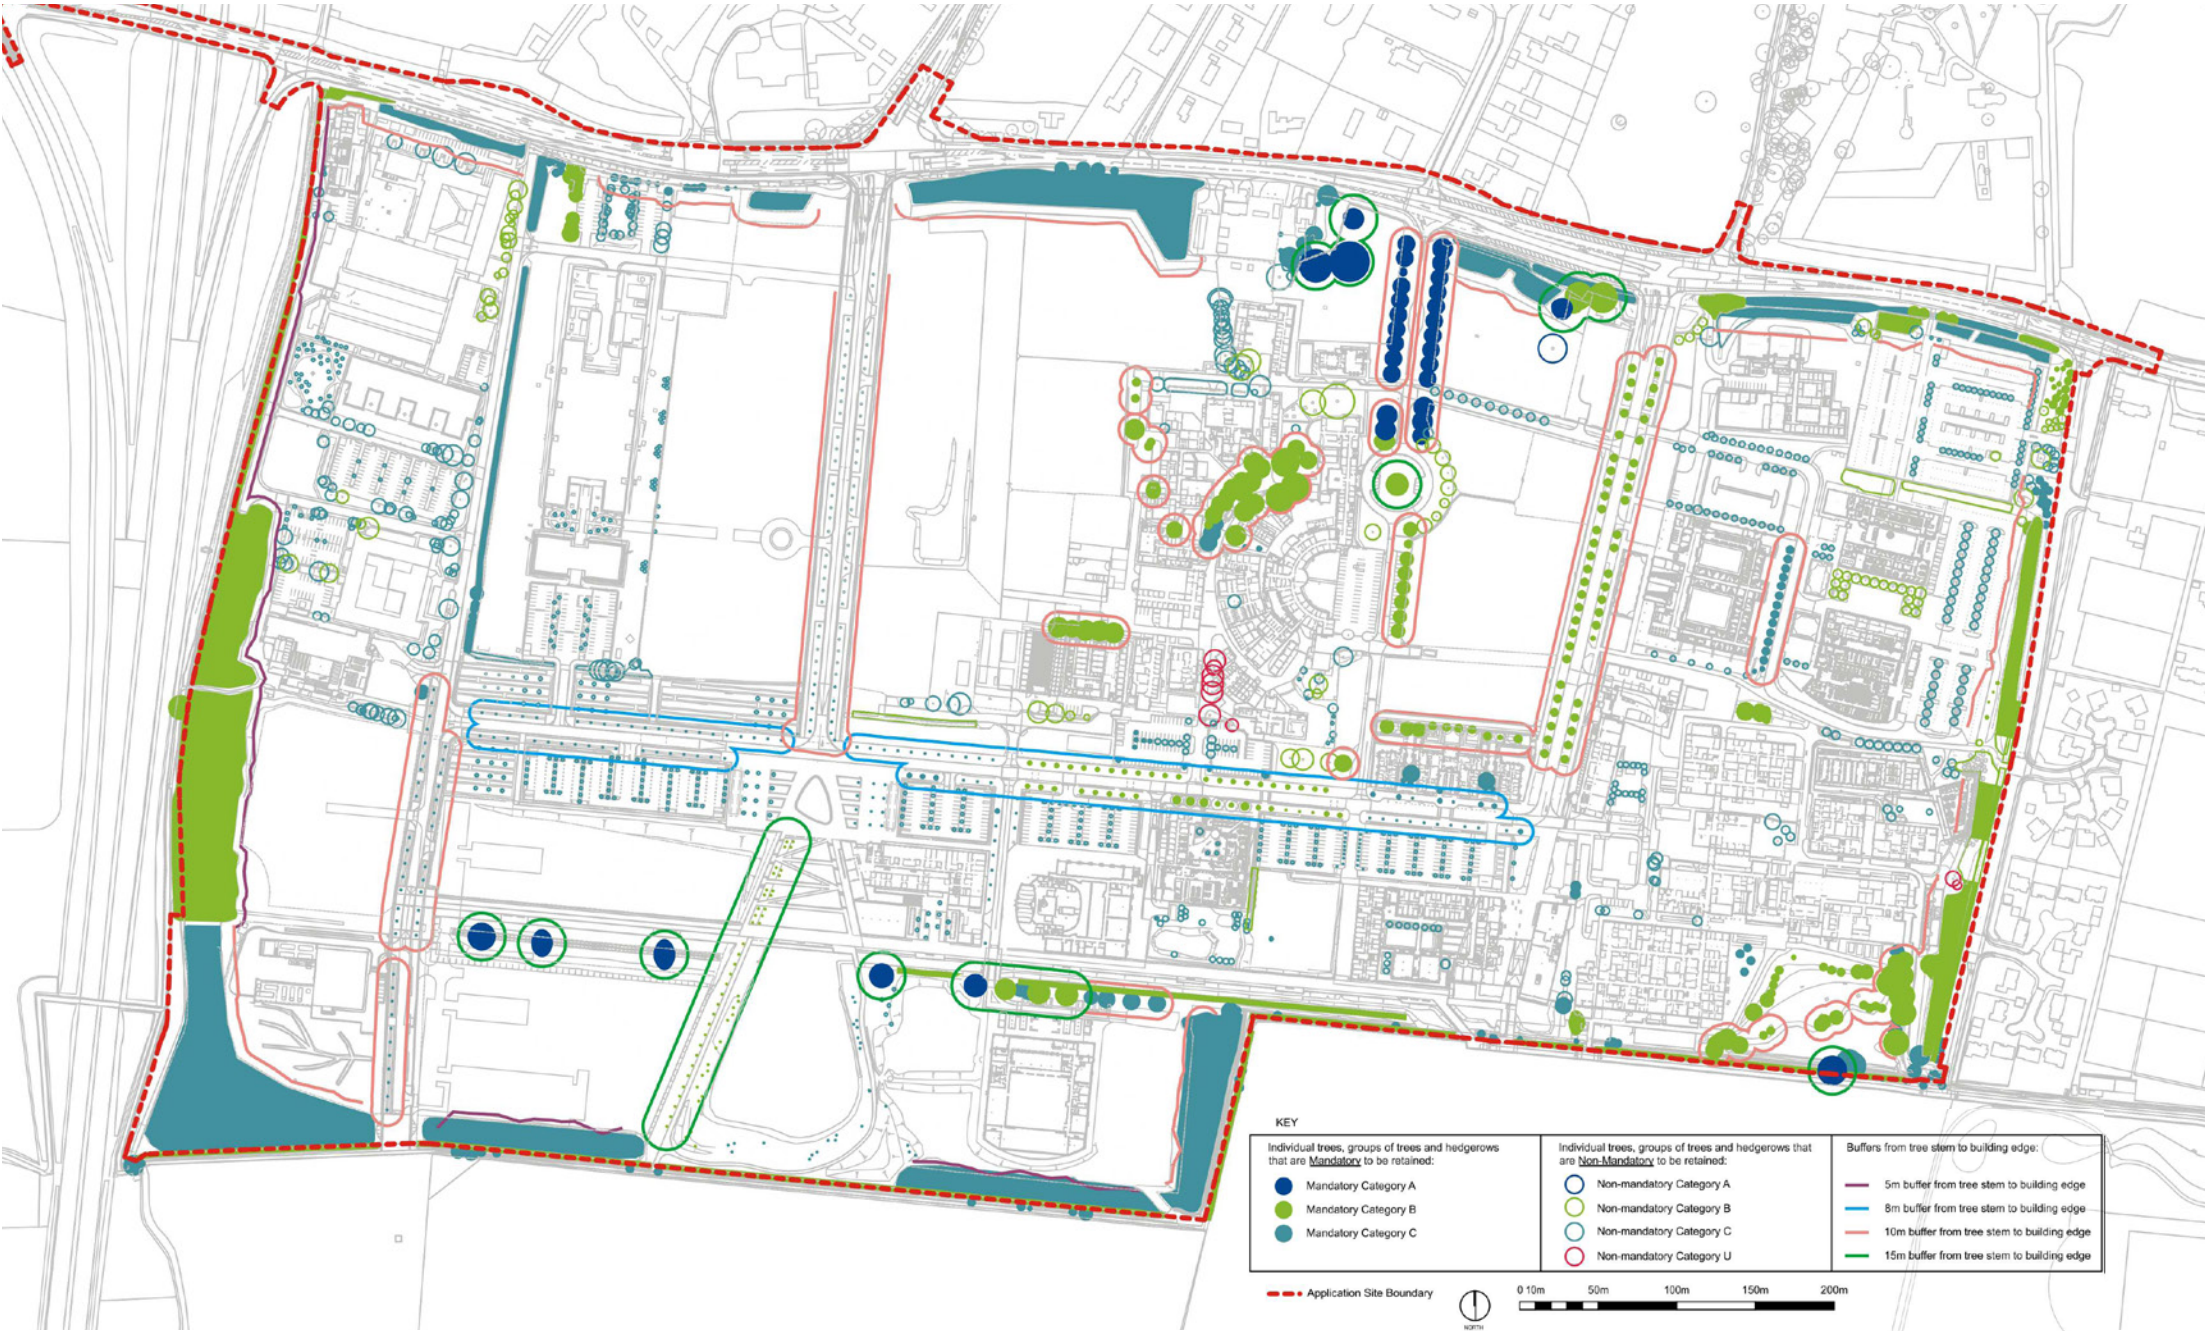 KEY
Individual trees, groups of trees and hedgerows
that are Mandatory to be retained:
Mandatory Category A
Mandatory Category B
Mandatory Category C
Individual trees, groups of trees and hedgerows that
are Non-Mandatory to be retained:
Non-mandatory Category A
Non-mandatory Category B
Non-mandatory Category C
Non-mandatory Category U
Buffers from tree stem to building edge:
5m buffer from tree stem to building edge
8m buffer from tree stem to building edge
10m buffer from tree stem to building edge
15m buffer from tree stem to building edge
Application Site Boundary
NORTH
0 10m 50m 100m 150m 200m